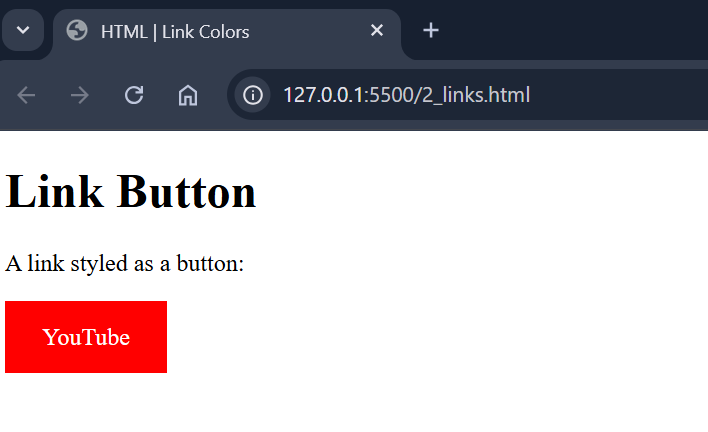 HTML | Link Colors
127.0.0.1:5500/2_links.html
Link Button
A link styled as a button:
YouTube